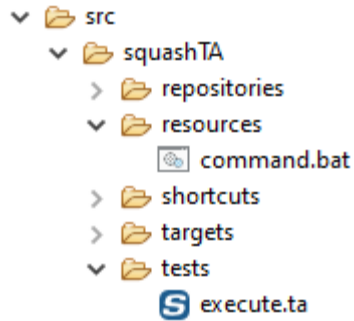 src
squashTA
repositories
resources
command.bat
shortcuts
targets
tests
execute.ta